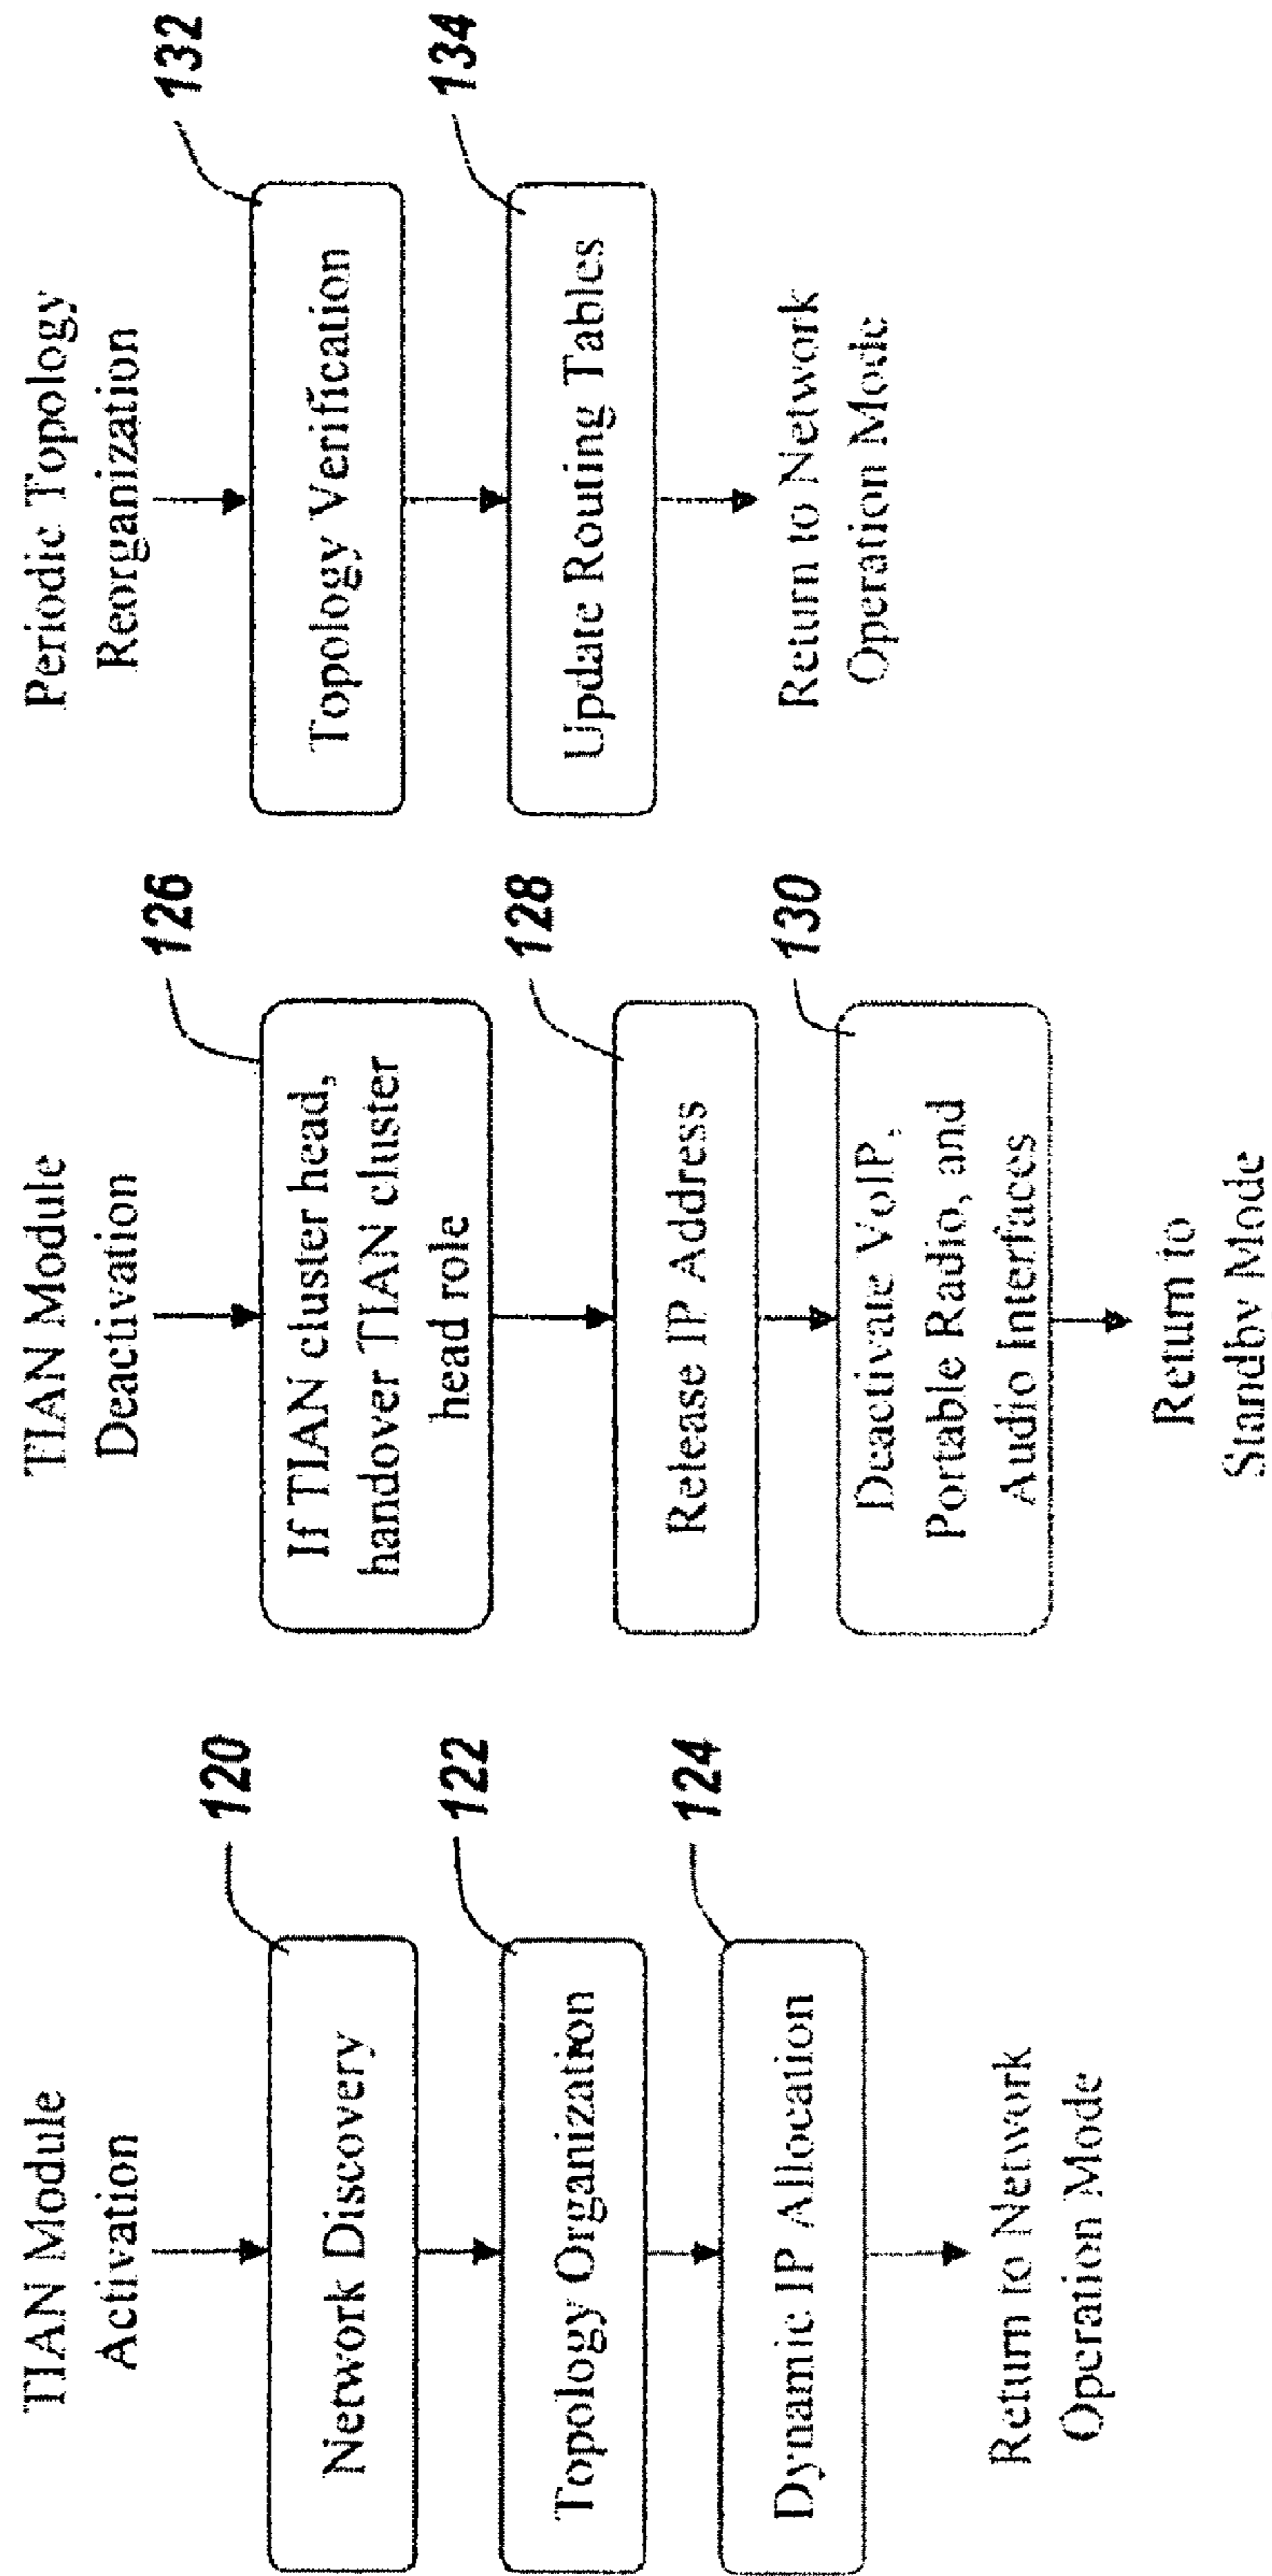 TIAN Module
Activation
120
Network Discovery
122
Topology Organization
124
Dynamic IP Allocation
Return to Network
Operation Mode
TIAN Module
Deactivation
126
If TIAN cluster head,
handover TIAN cluster
head role
128
Release IP Address
130
Deactivate VoIP,
Portable Radio, and
Audio Interfaces
Return to
Standby Mode
Periodic Topology
Reorganization
132
Topology Verification
134
Update Routing Tables
Return to Network
Operation Mode